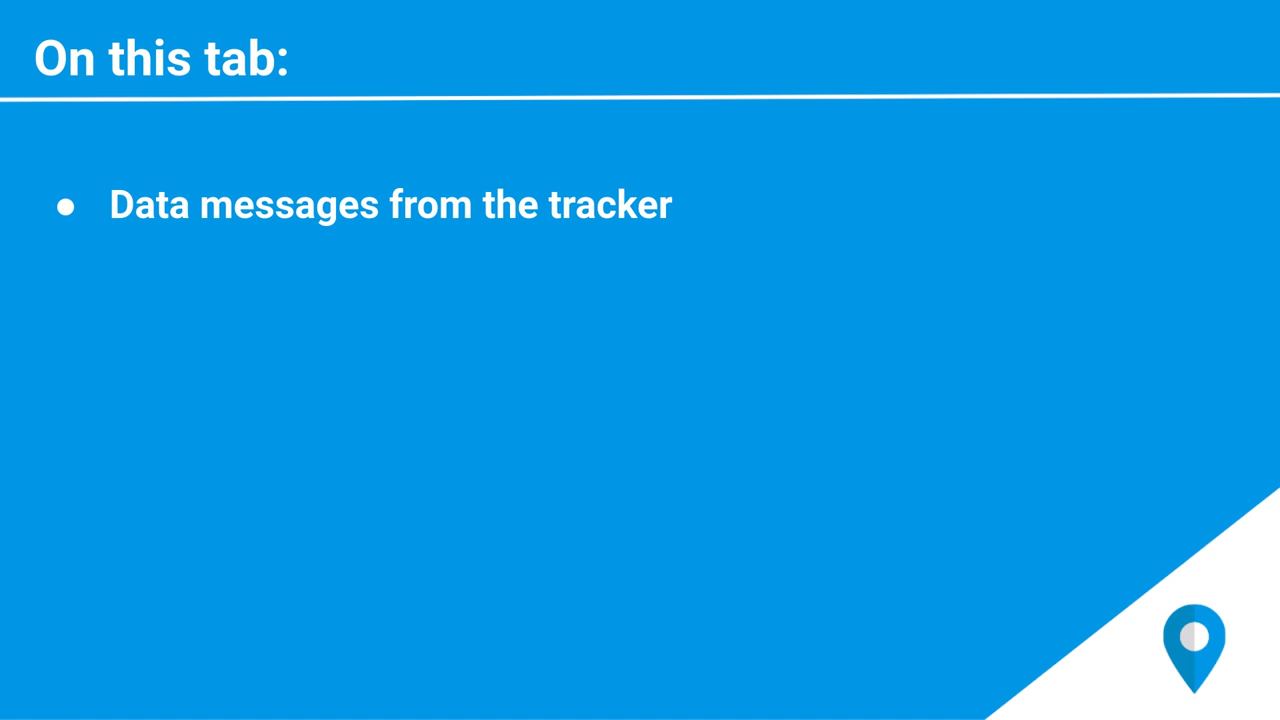 On this tab:
● Data messages from the tracker